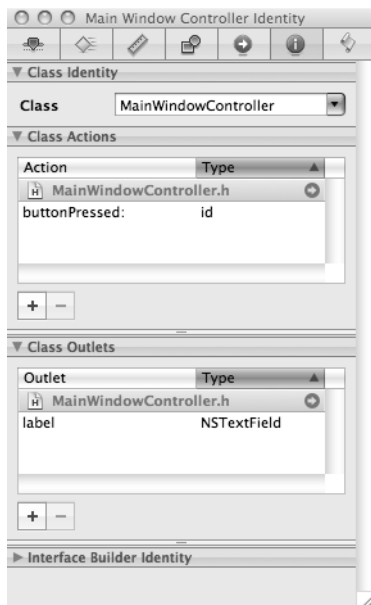 Main Window Controller Identity
Class Identity
Class MainWindowController
Class Actions
Action Type
MainWindowController.h
buttonPressed: id
+ −
Class Outlets
Outlet Type
MainWindowController.h
label NSTextField
+ −
Interface Builder Identity